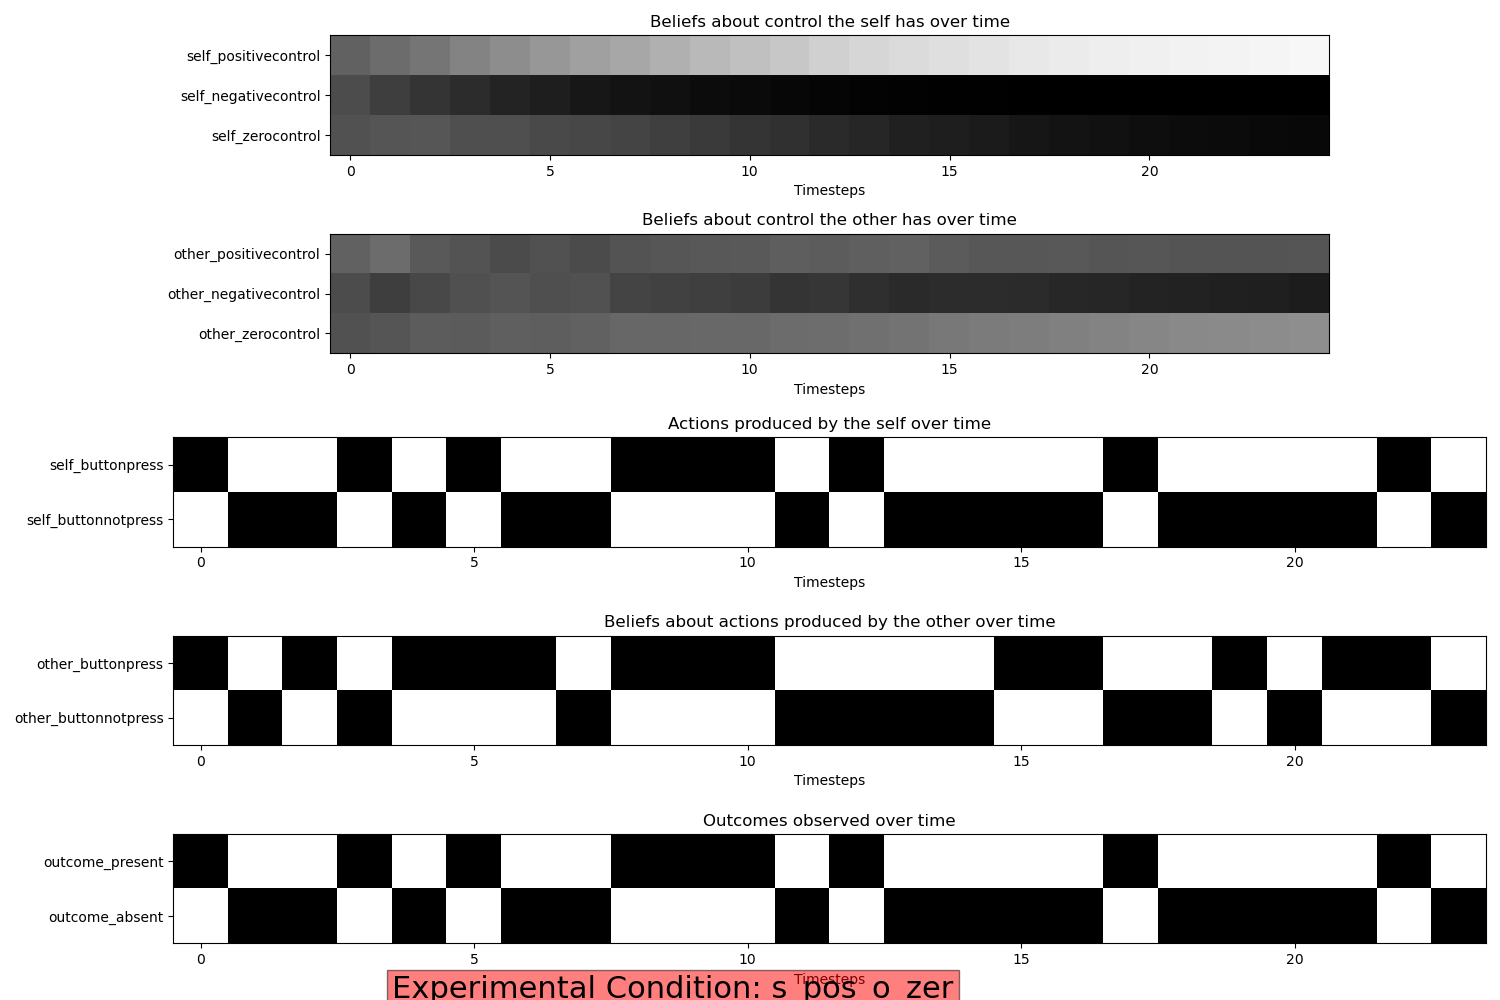 Beliefs about control the self has over time
self_positivecontrol
self_negativecontrol
self_zerocontrol
0 5 10 15 20
Timesteps
Beliefs about control the other has over time
other_positivecontrol
other_negativecontrol
other_zerocontrol
0 5 10 15 20
Timesteps
Actions produced by the self over time
self_buttonpress
self_buttonnotpress
0 5 10 15 20
Timesteps
Beliefs about actions produced by the other over time
other_buttonpress
other_buttonnotpress
0 5 10 15 20
Timesteps
Outcomes observed over time
outcome_present
outcome_absent
0 5 10 15 20
Timesteps
Experimental Condition: s_pos_o_zer